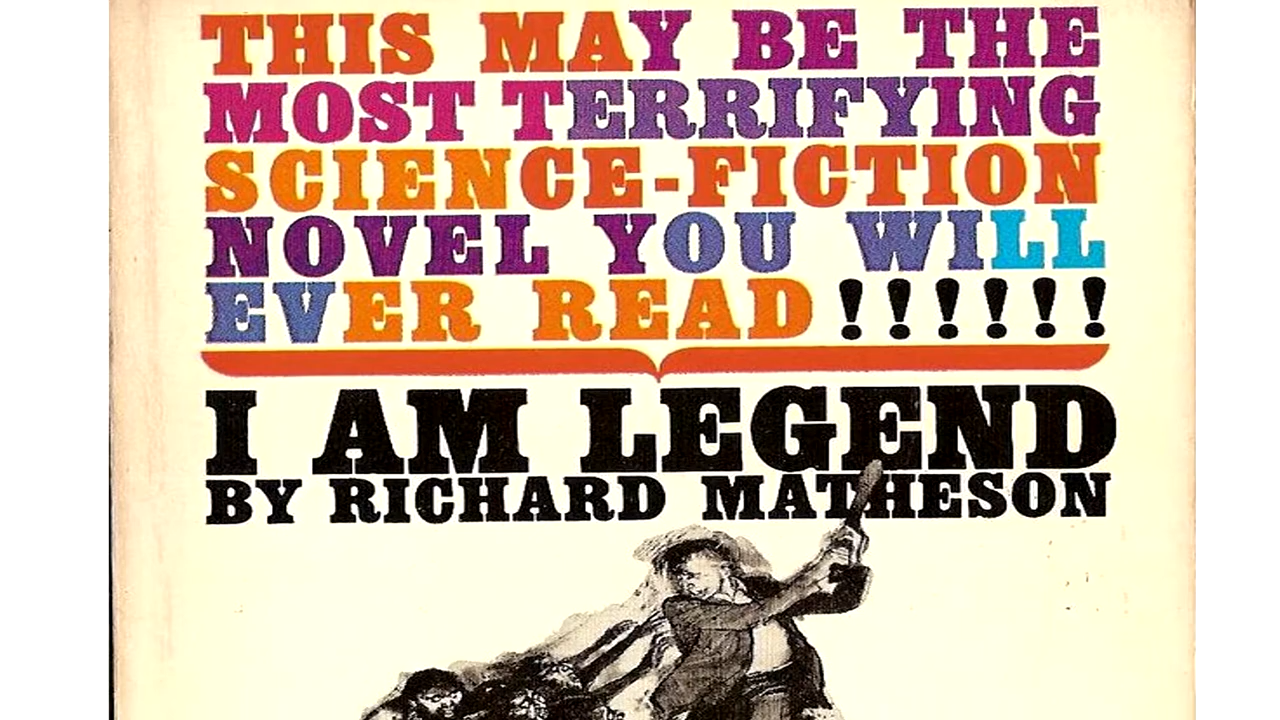 THIS MAY BE THE
MOST TERRIFYING
SCIENCE-FICTION
NOVEL YOU WILL
EVER READ !!!!!!
I AM LEGEND
BY RICHARD MATHESON